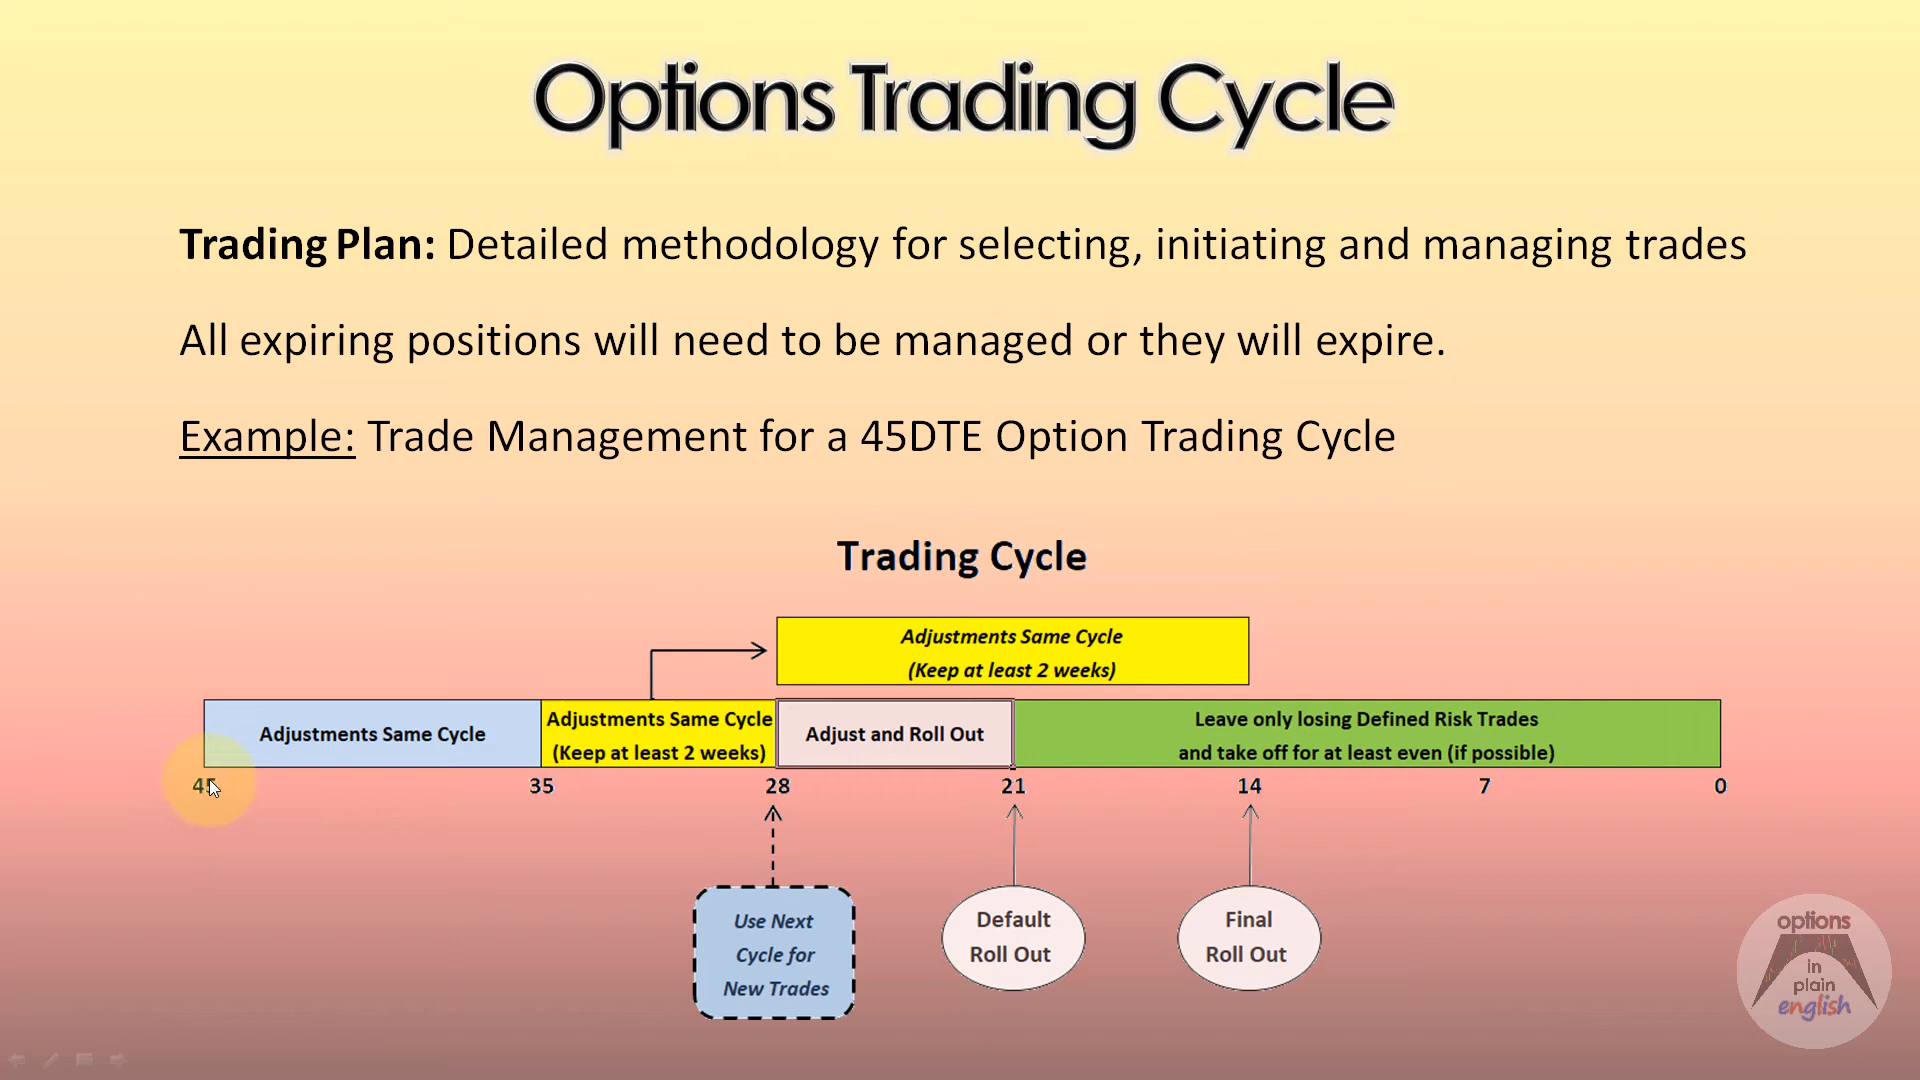 Options Trading Cycle
Trading Plan: Detailed methodology for selecting, initiating and managing trades
All expiring positions will need to be managed or they will expire.
Example: Trade Management for a 45DTE Option Trading Cycle
Trading Cycle
Adjustments Same Cycle
(Keep at least 2 weeks)
Adjustments Same Cycle
Adjustments Same Cycle
(Keep at least 2 weeks)
Adjust and Roll Out
Leave only losing Defined Risk Trades
and take off for at least even (if possible)
45
35
28
21
14
7
0
Use Next
Cycle for
New Trades
Default
Roll Out
Final
Roll Out
options
in
plain
english